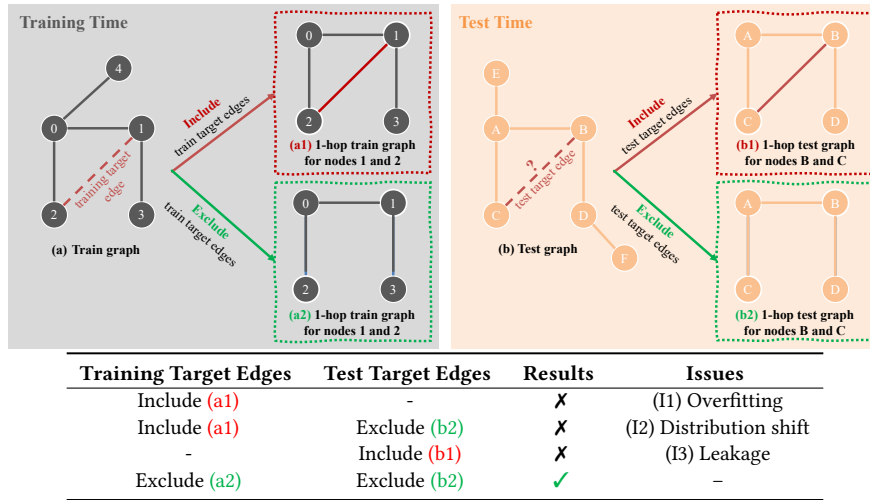 Training Time
4
0
1
2
3
training target
edge
(a) Train graph
Include
train target edges
Exclude
train target edges
0
1
2
3
(a1) 1-hop train graph
for nodes 1 and 2
0
1
2
3
(a2) 1-hop train graph
for nodes 1 and 2
Test Time
E
A
B
C
D
F
?
test target edge
(b) Test graph
Include
test target edges
Exclude
test target edges
A
B
C
D
(b1) 1-hop test graph
for nodes B and C
A
B
C
D
(b2) 1-hop test graph
for nodes B and C
Training Target Edges Test Target Edges Results Issues
Include (a1) - ✗ (I1) Overfitting
Include (a1) Exclude (b2) ✗ (I2) Distribution shift
- Include (b1) ✗ (I3) Leakage
Exclude (a2) Exclude (b2) ✓ –